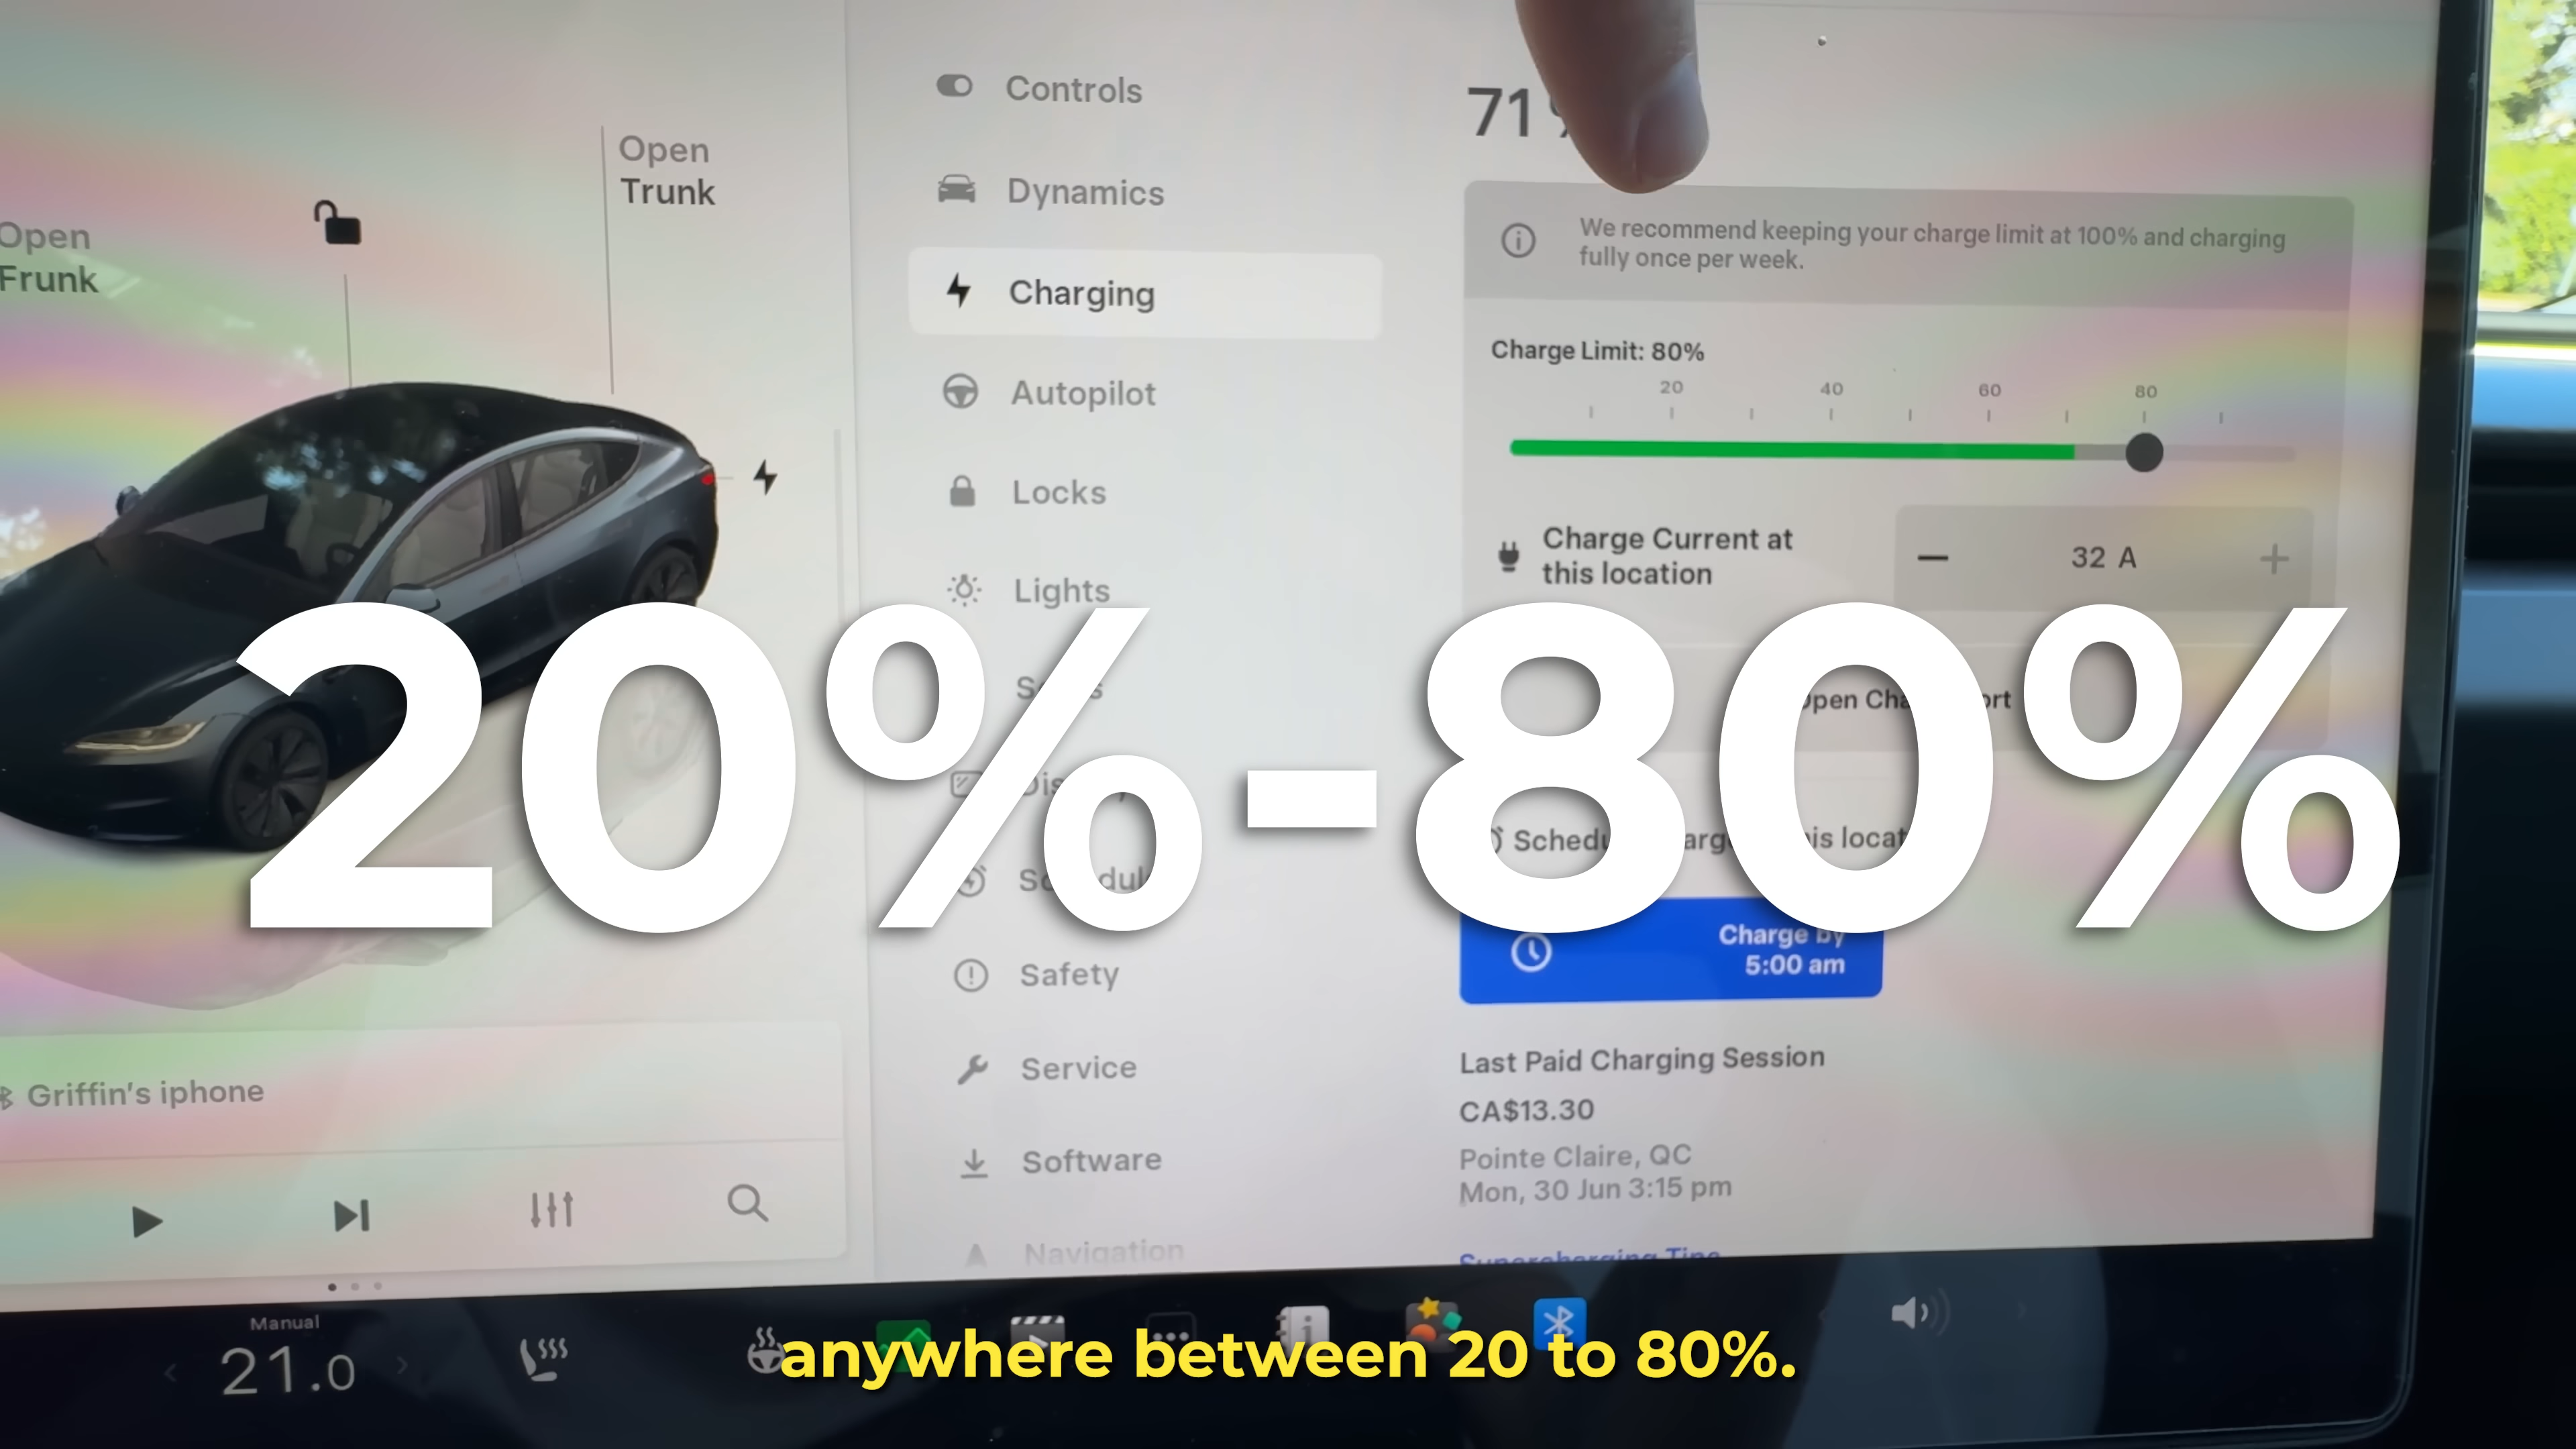 Open
Frunk
Open
Trunk
Griffin's iphone
Controls
Dynamics
Charging
Autopilot
Locks
Lights
Safety
Service
Software
Navigation
71
We recommend keeping your charge limit at 100% and charging
fully once per week.
Charge Limit: 80%
20 40 60 80
Charge Current at
this location
32 A
20%-80%
Charge by
5:00 am
Last Paid Charging Session
CA$13.30
Pointe Claire, QC
Mon, 30 Jun 3:15 pm
Manual
21.0
anywhere between 20 to 80%.